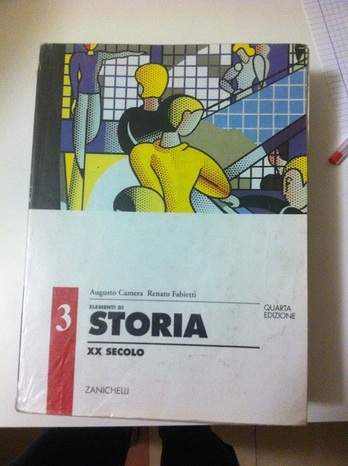 Augusto Camera Renato Fabietti
3
ELEMENTI DI
STORIA
QUARTA
EDIZIONE
XX SECOLO
ZANICHELLI